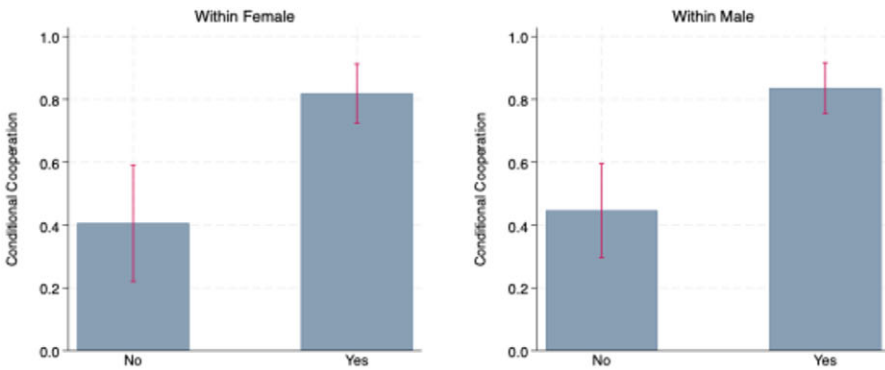 Within Female
Conditional Cooperation
1.0
0.8
0.6
0.4
0.2
0.0
No
Yes
Within Male
Conditional Cooperation
1.0
0.8
0.6
0.4
0.2
0.0
No
Yes